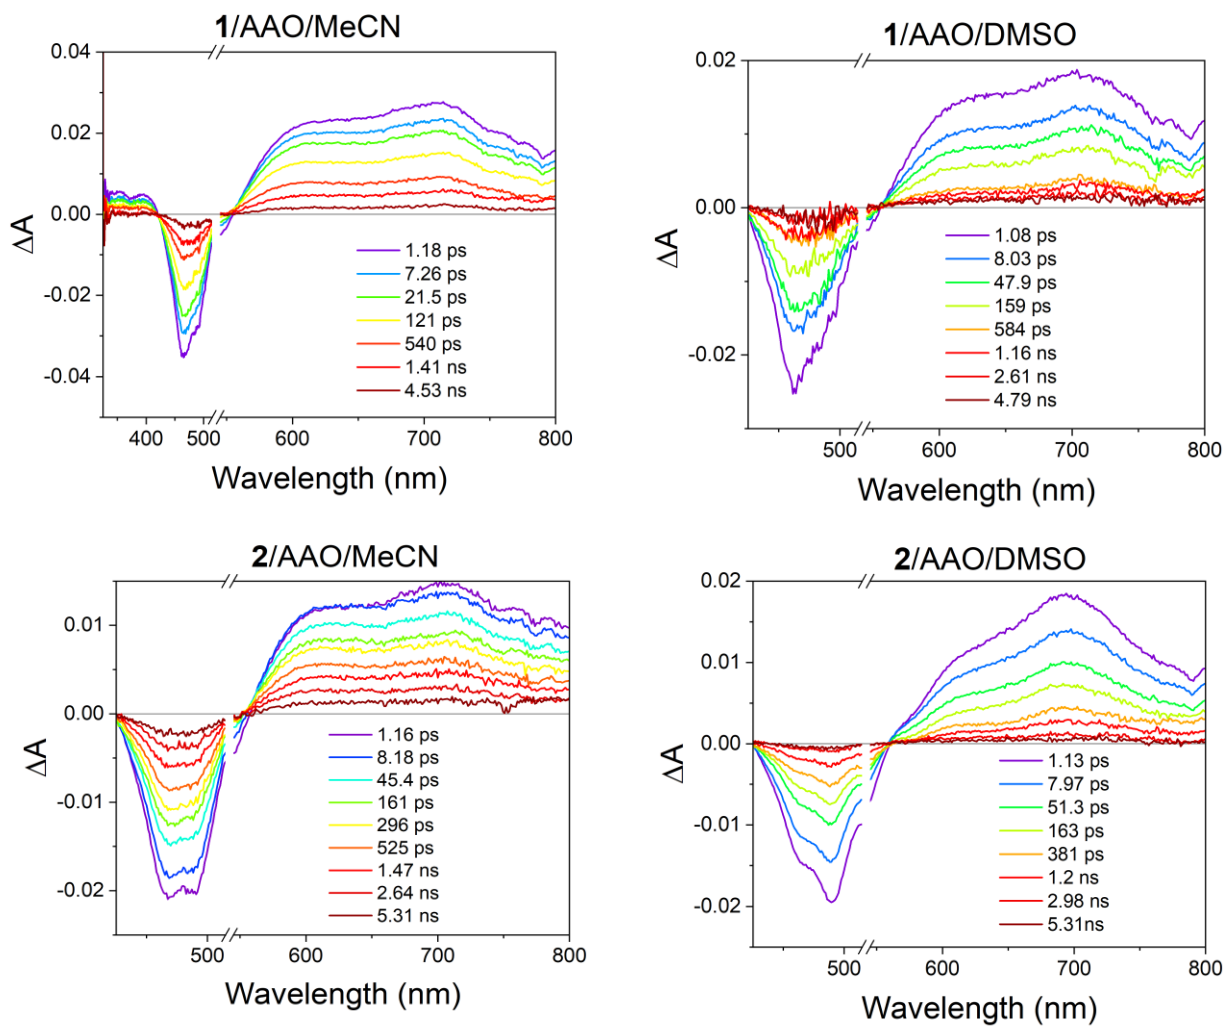 1/AAO/MeCN
0.04
0.02
0.00
-0.02
-0.04
ΔA
1.18 ps
7.26 ps
21.5 ps
121 ps
540 ps
1.41 ns
4.53 ns
400 500 600 700 800
Wavelength (nm)
1/AAO/DMSO
0.02
0.00
-0.02
ΔA
1.08 ps
8.03 ps
47.9 ps
159 ps
584 ps
1.16 ns
2.61 ns
4.79 ns
500 600 700 800
Wavelength (nm)
2/AAO/MeCN
0.01
0.00
-0.01
-0.02
ΔA
1.16 ps
8.18 ps
45.4 ps
161 ps
296 ps
525 ps
1.47 ns
2.64 ns
5.31 ns
500 600 700 800
Wavelength (nm)
2/AAO/DMSO
0.02
0.01
0.00
-0.01
-0.02
ΔA
1.13 ps
7.97 ps
51.3 ps
163 ps
381 ps
1.2 ns
2.98 ns
5.31ns
500 600 700 800
Wavelength (nm)